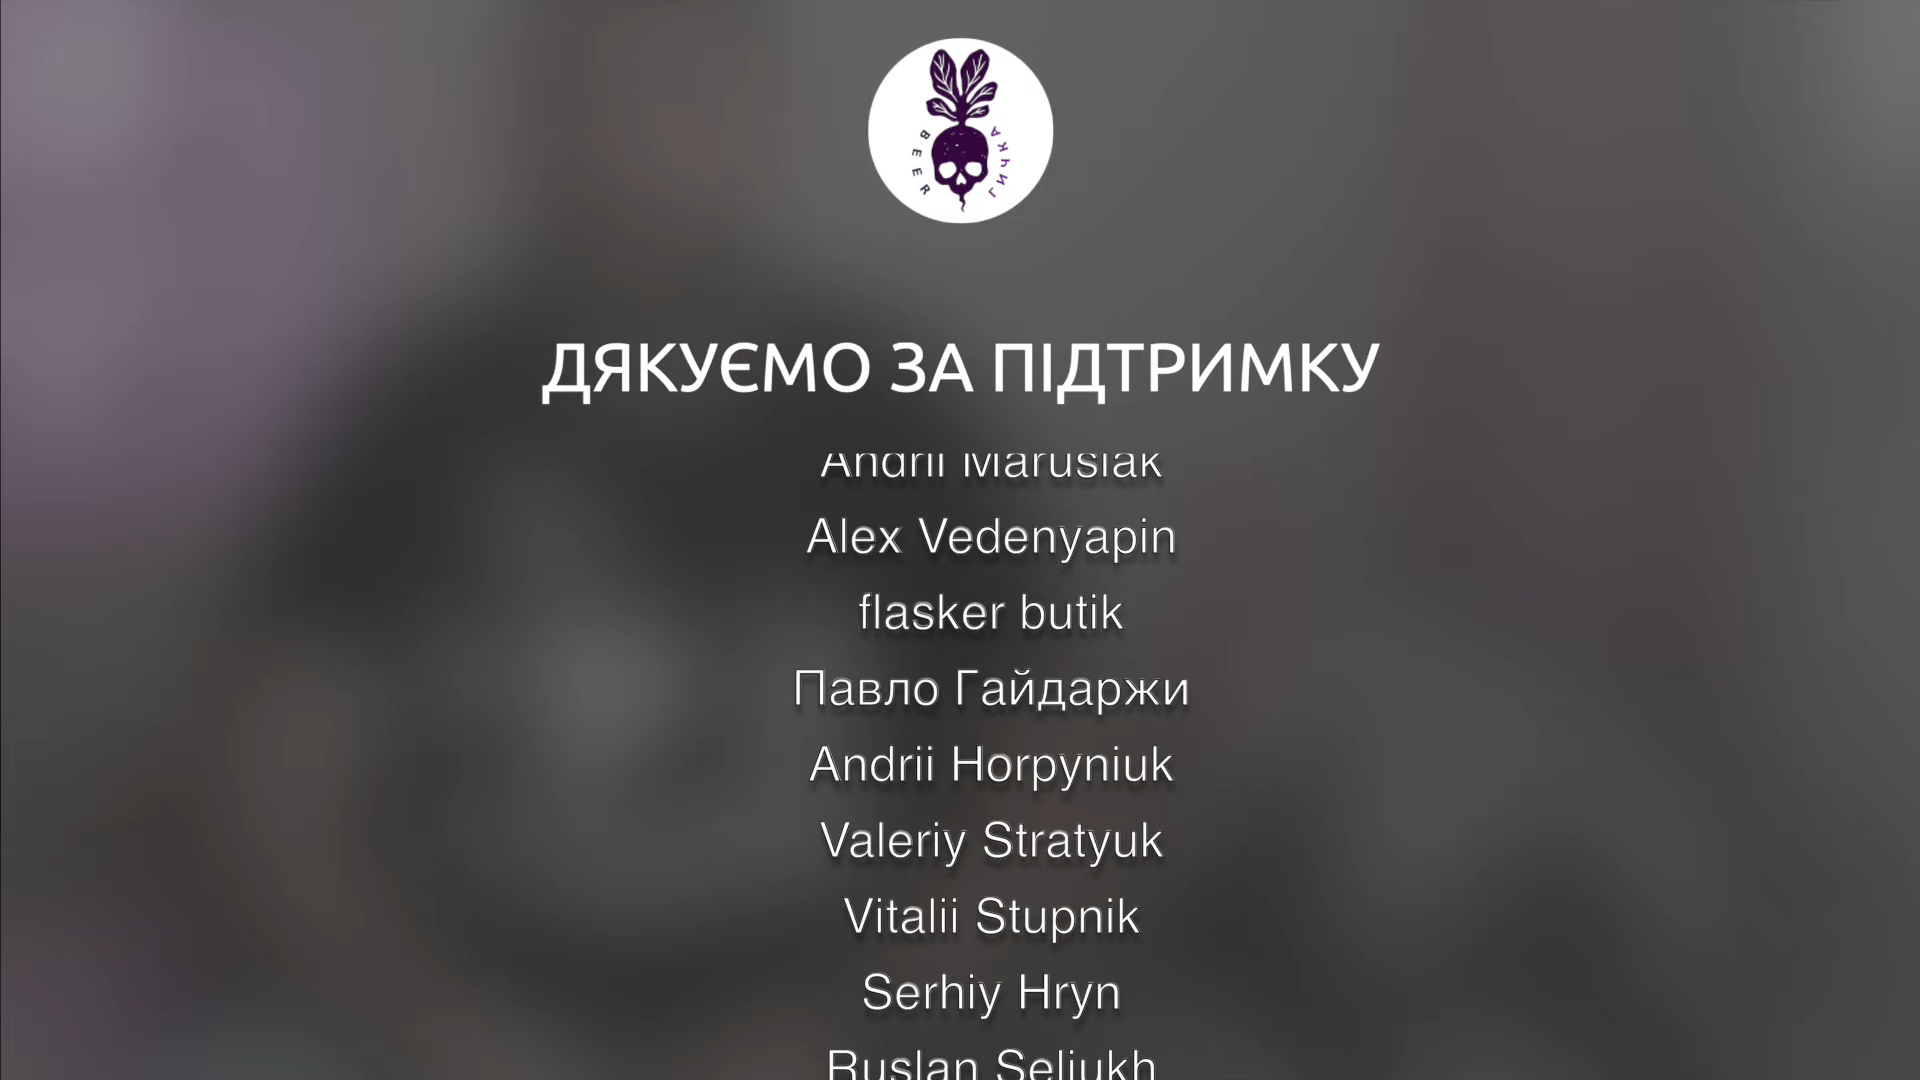 BEER ГИЧКА
ДЯКУЄМО ЗА ПІДТРИМКУ
Andrii Marusiak
Alex Vedenyapin
flasker butik
Павло Гайдаржи
Andrii Horpyniuk
Valeriy Stratyuk
Vitalii Stupnik
Serhiy Hryn
Ruslan Seliukh